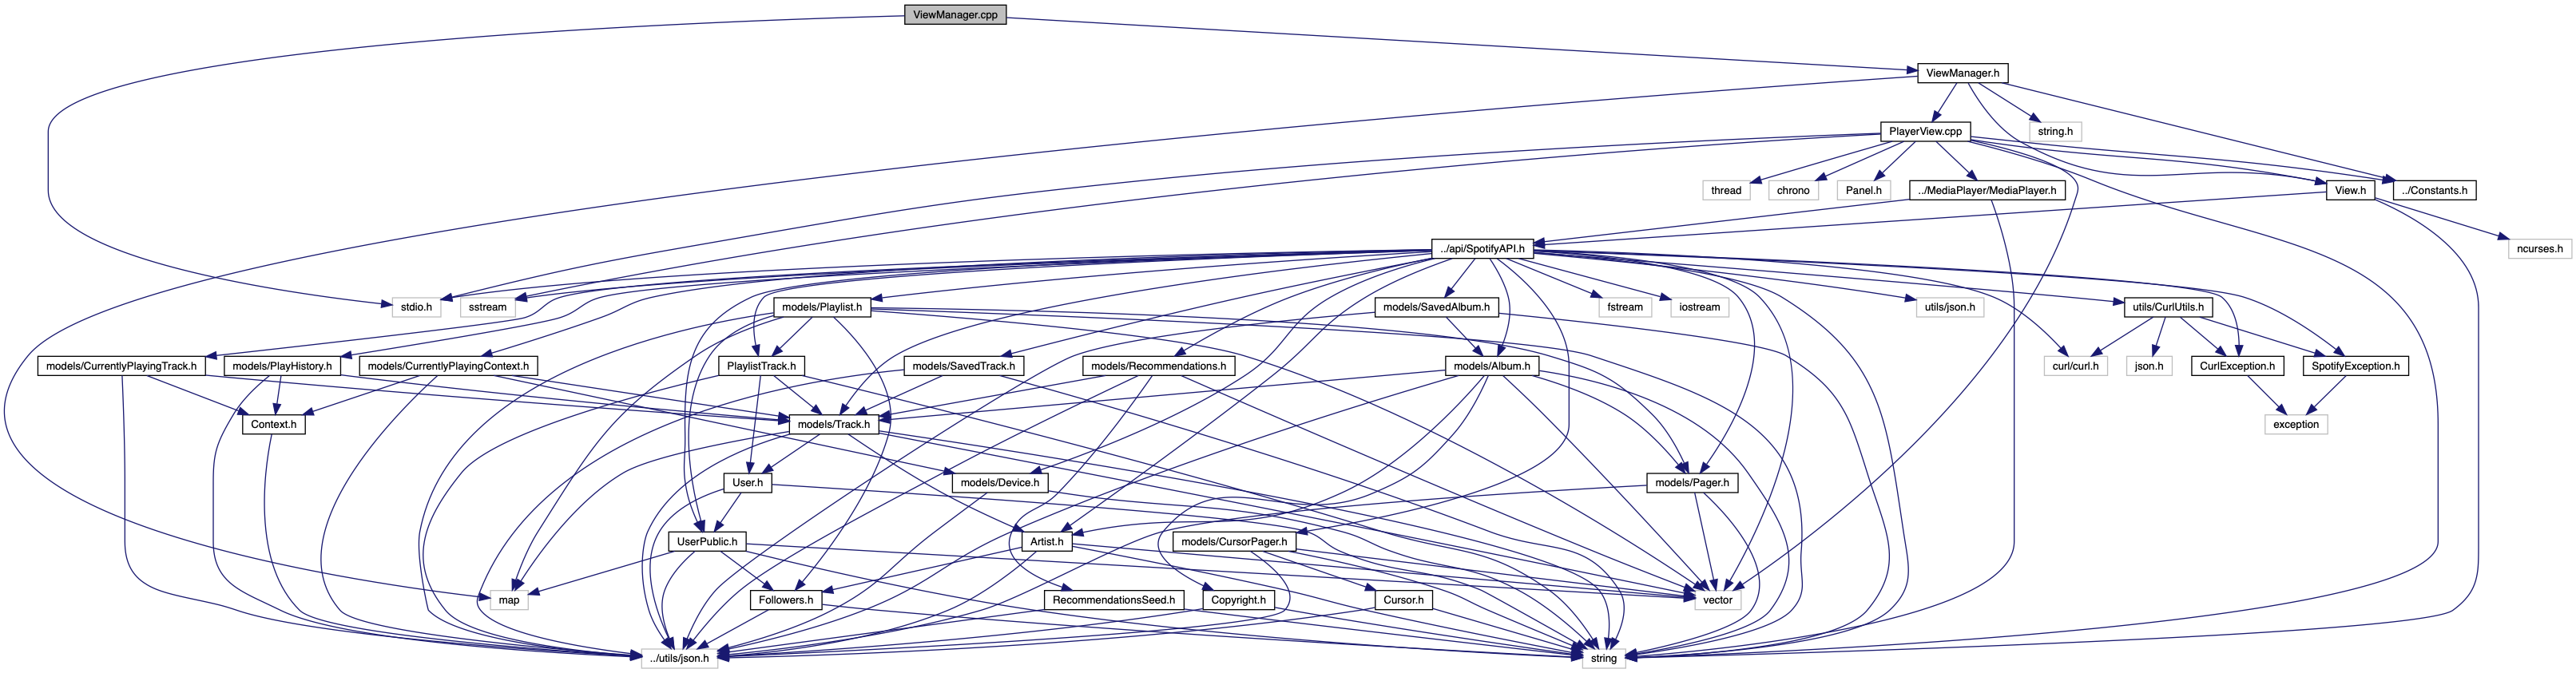 ViewManager.cpp
ViewManager.h
PlayerView.cpp
string.h
thread
chrono
Panel.h
../MediaPlayer/MediaPlayer.h
View.h
../Constants.h
../api/SpotifyAPI.h
ncurses.h
stdio.h
sstream
models/Playlist.h
models/SavedAlbum.h
fstream
iostream
utils/json.h
utils/CurlUtils.h
models/CurrentlyPlayingTrack.h
models/PlayHistory.h
models/CurrentlyPlayingContext.h
PlaylistTrack.h
models/SavedTrack.h
models/Recommendations.h
models/Album.h
curl/curl.h
json.h
CurlException.h
SpotifyException.h
Context.h
models/Track.h
exception
User.h
models/Device.h
models/Pager.h
UserPublic.h
Artist.h
models/CursorPager.h
map
Followers.h
RecommendationsSeed.h
Copyright.h
Cursor.h
vector
../utils/json.h
string